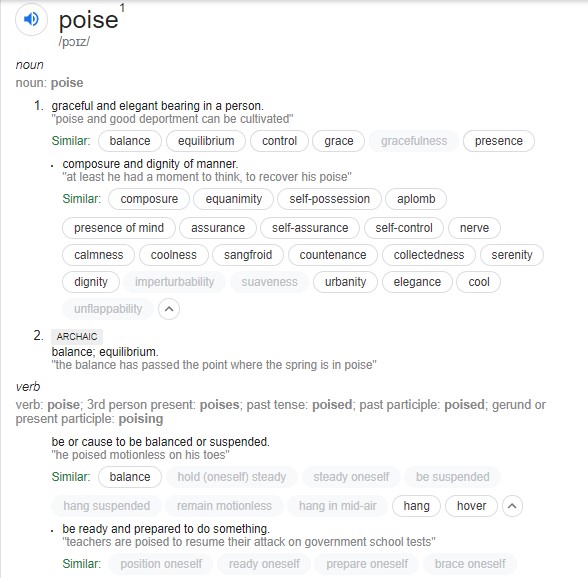 poise1
/pɔɪz/
noun
noun: poise
1. graceful and elegant bearing in a person.
"poise and good deportment can be cultivated"
Similar: balance equilibrium control grace gracefulness presence
• composure and dignity of manner.
"at least he had a moment to think, to recover his poise"
Similar: composure equanimity self-possession aplomb
presence of mind assurance self-assurance self-control nerve
calmness coolness sangfroid countenance collectedness serenity
dignity imperturbability suaveness urbanity elegance cool
unflappability
2. ARCHAIC
balance; equilibrium.
"the balance has passed the point where the spring is in poise"
verb
verb: poise; 3rd person present: poises; past tense: poised; past participle: poised; gerund or
present participle: poising
be or cause to be balanced or suspended.
"he poised motionless on his toes"
Similar: balance hold (oneself) steady steady oneself be suspended
hang suspended remain motionless hang in mid-air hang hover
• be ready and prepared to do something.
"teachers are poised to resume their attack on government school tests"
Similar: position oneself ready oneself prepare oneself brace oneself